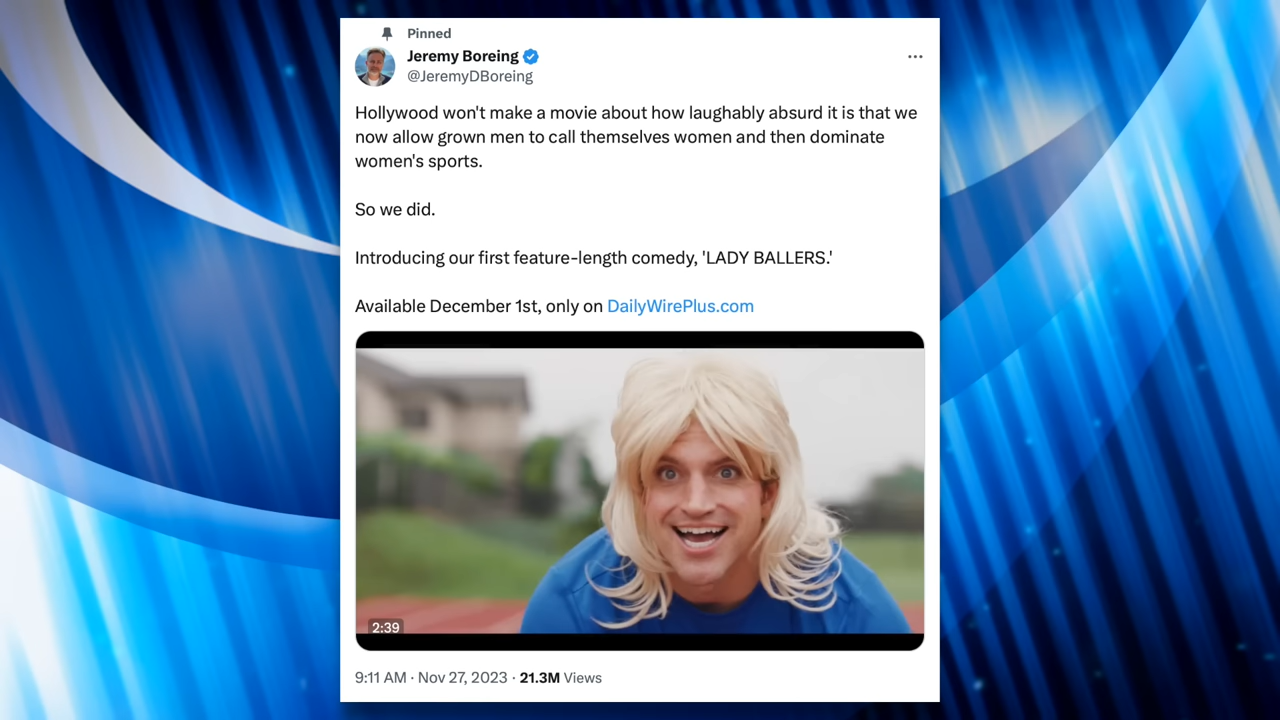 Pinned
Jeremy Boreing
@JeremyDBoreing
Hollywood won't make a movie about how laughably absurd it is that we
now allow grown men to call themselves women and then dominate
women's sports.
So we did.
Introducing our first feature-length comedy, 'LADY BALLERS.'
Available December 1st, only on DailyWirePlus.com
2:39
9:11 AM · Nov 27, 2023 · 21.3M Views